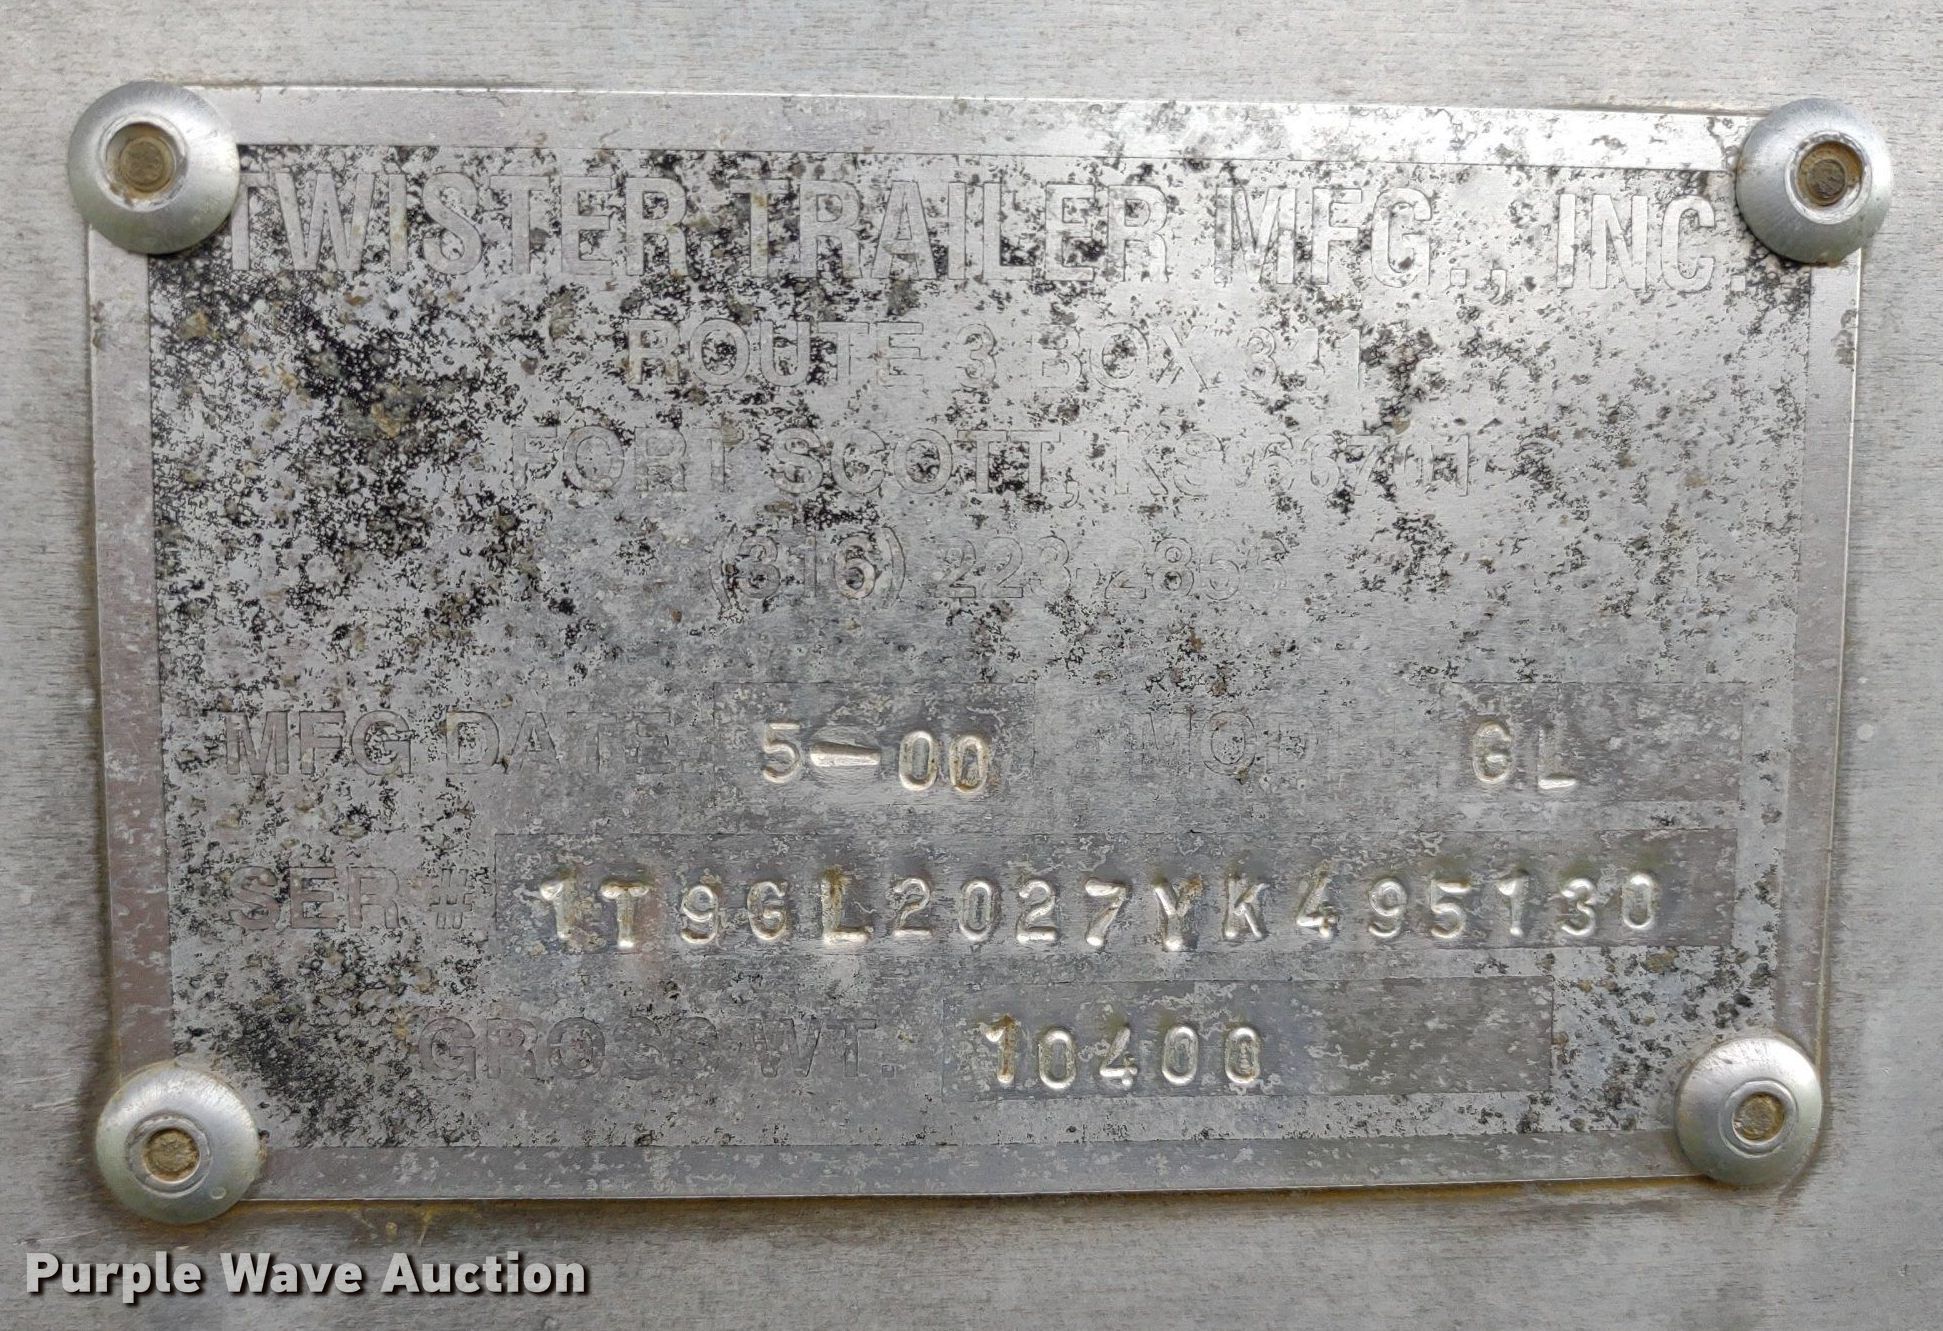 TWISTER TRAILER MFG., INC.
ROUTE 3 BOX
FORT SCOTT, KS 66701
(316) 223-2855
MFG DATE 5-00 MODEL GL
SER # 1T9GL2027YK495130
GROSS WT. 10400
Purple Wave Auction